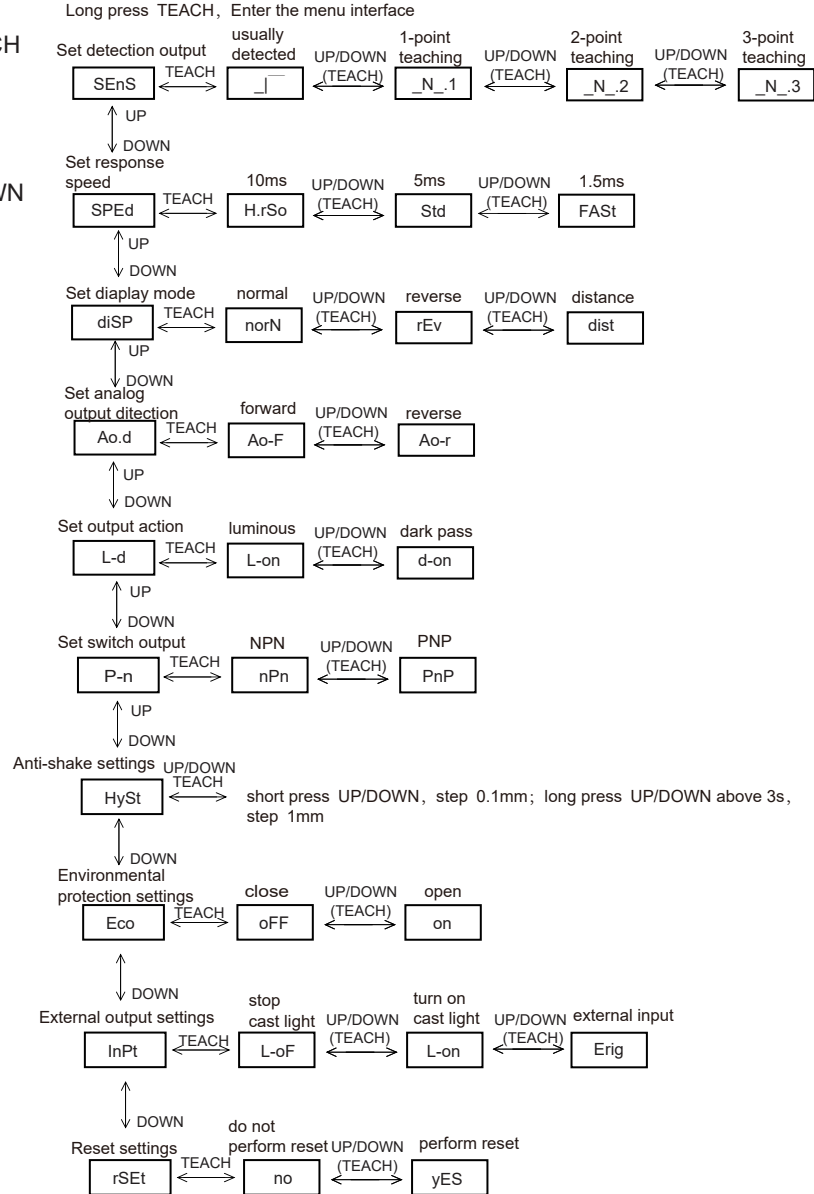 Long press TEACH, Enter the menu interface
CH
Set detection output
usually
detected
1-point
teaching
2-point
teaching
3-point
teaching
SEnS
TEACH
_|‾
UP/DOWN
(TEACH)
_N_.1
UP/DOWN
(TEACH)
_N_.2
UP/DOWN
(TEACH)
_N_.3
UP
DOWN
WN
Set response
speed
10ms
5ms
1.5ms
SPEd
TEACH
H.rSo
UP/DOWN
(TEACH)
Std
UP/DOWN
(TEACH)
FASt
UP
DOWN
Set diaplay mode
normal
reverse
distance
diSP
TEACH
norN
UP/DOWN
(TEACH)
rEv
UP/DOWN
(TEACH)
dist
UP
DOWN
Set analog
output ditection
forward
reverse
Ao.d
TEACH
Ao-F
UP/DOWN
(TEACH)
Ao-r
UP
DOWN
Set output action
luminous
dark pass
L-d
TEACH
L-on
UP/DOWN
(TEACH)
d-on
UP
DOWN
Set switch output
NPN
PNP
P-n
TEACH
nPn
UP/DOWN
(TEACH)
PnP
UP
DOWN
Anti-shake settings
UP/DOWN
TEACH
HySt
short press UP/DOWN, step 0.1mm; long press UP/DOWN above 3s,
step 1mm
DOWN
Environmental
protection settings
close
open
Eco
TEACH
oFF
UP/DOWN
(TEACH)
on
DOWN
External output settings
stop
cast light
turn on
cast light
external input
InPt
TEACH
L-oF
UP/DOWN
(TEACH)
L-on
UP/DOWN
(TEACH)
Erig
DOWN
Reset settings
do not
perform reset
perform reset
rSEt
TEACH
no
UP/DOWN
(TEACH)
yES